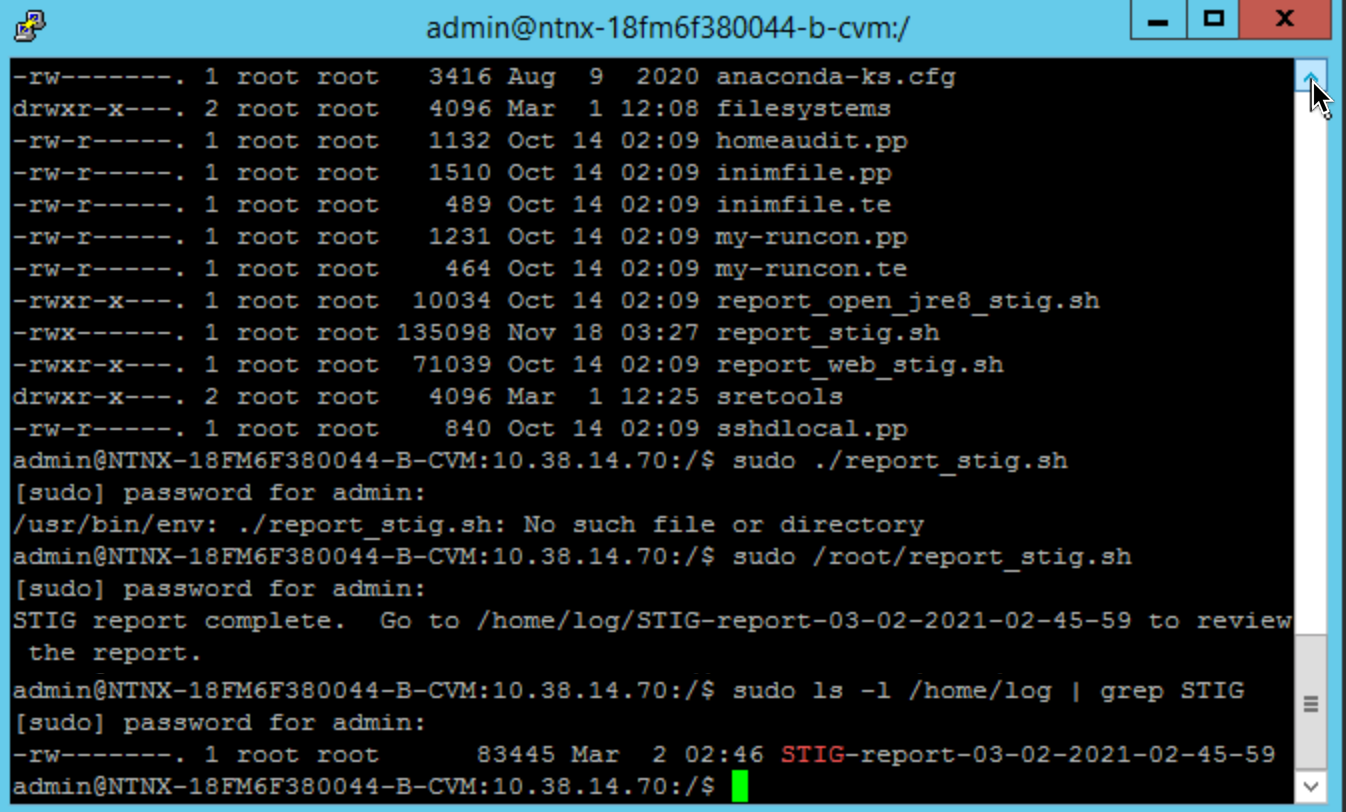 admin@ntnx-18fm6f380044-b-cvm:/
-rw-------. 1 root root   3416 Aug  9  2020 anaconda-ks.cfg
drwxr-x---. 2 root root   4096 Mar  1 12:08 filesystems
-rw-r-----. 1 root root   1132 Oct 14 02:09 homeaudit.pp
-rw-r-----. 1 root root   1510 Oct 14 02:09 inimfile.pp
-rw-r-----. 1 root root    489 Oct 14 02:09 inimfile.te
-rw-r-----. 1 root root   1231 Oct 14 02:09 my-runcon.pp
-rw-r-----. 1 root root    464 Oct 14 02:09 my-runcon.te
-rwxr-x---. 1 root root  10034 Oct 14 02:09 report_open_jre8_stig.sh
-rwx------. 1 root root 135098 Nov 18 03:27 report_stig.sh
-rwxr-x---. 1 root root  71039 Oct 14 02:09 report_web_stig.sh
drwxr-x---. 2 root root   4096 Mar  1 12:25 sretools
-rw-r-----. 1 root root    840 Oct 14 02:09 sshdlocal.pp
admin@NTNX-18FM6F380044-B-CVM:10.38.14.70:/$ sudo ./report_stig.sh
[sudo] password for admin:
/usr/bin/env: ./report_stig.sh: No such file or directory
admin@NTNX-18FM6F380044-B-CVM:10.38.14.70:/$ sudo /root/report_stig.sh
[sudo] password for admin:
STIG report complete.  Go to /home/log/STIG-report-03-02-2021-02-45-59 to review
 the report.
admin@NTNX-18FM6F380044-B-CVM:10.38.14.70:/$ sudo ls -l /home/log | grep STIG
[sudo] password for admin:
-rw-------. 1 root root      83445 Mar  2 02:46 STIG-report-03-02-2021-02-45-59
admin@NTNX-18FM6F380044-B-CVM:10.38.14.70:/$